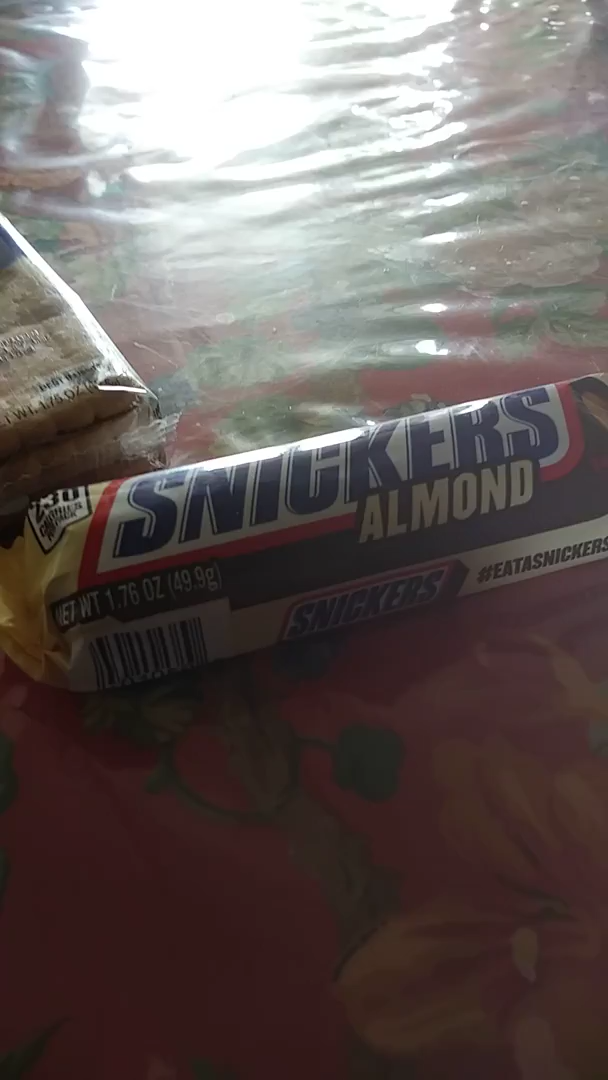 SNICKERS
ALMOND
NET WT 1.76 OZ (49.9g)
SNICKERS
#EATASNICKERS